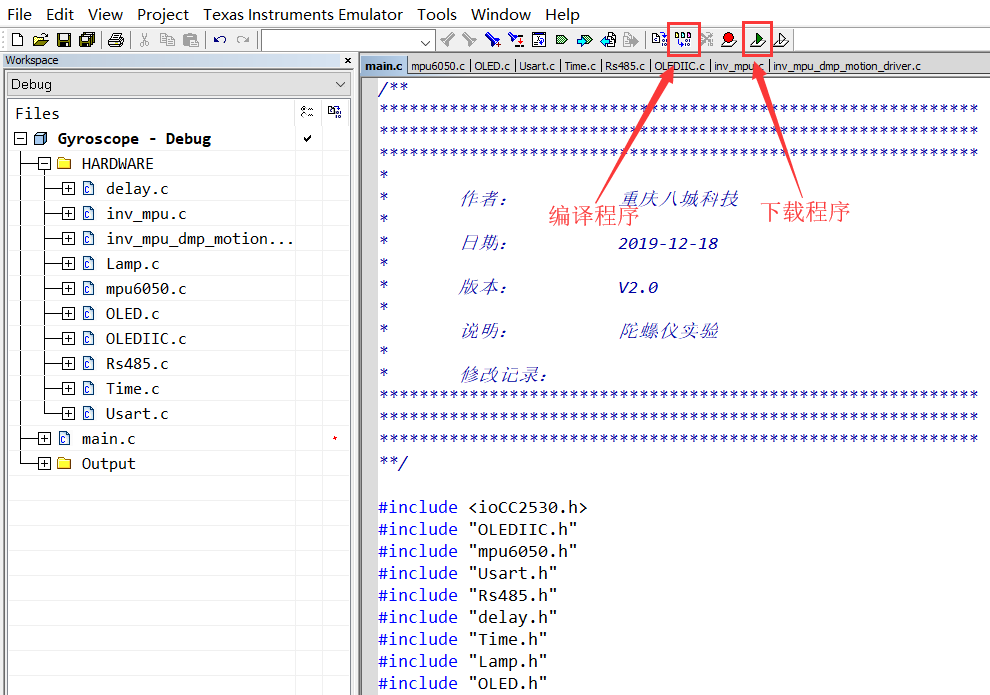 File Edit View Project Texas Instruments Emulator Tools Window Help
Workspace
Debug
Files
Gyroscope - Debug
HARDWARE
delay.c
inv_mpu.c
inv_mpu_dmp_motion...
Lamp.c
mpu6050.c
OLED.c
OLEDIIC.c
Rs485.c
Time.c
Usart.c
main.c
Output
main.c mpu6050.c OLED.c Usart.c Time.c Rs485.c OLEDIIC.c inv_mpu.c inv_mpu_dmp_motion_driver.c
/**
************************************************************
************************************************************
************************************************************
*
* 作者: 重庆八城科技
编译程序
下载程序
*
* 日期: 2019-12-18
*
* 版本: V2.0
*
* 说明: 陀螺仪实验
*
* 修改记录:
************************************************************
************************************************************
************************************************************
**/
#include <ioCC2530.h>
#include "OLEDIIC.h"
#include "mpu6050.h"
#include "Usart.h"
#include "Rs485.h"
#include "delay.h"
#include "Time.h"
#include "Lamp.h"
#include "OLED.h"